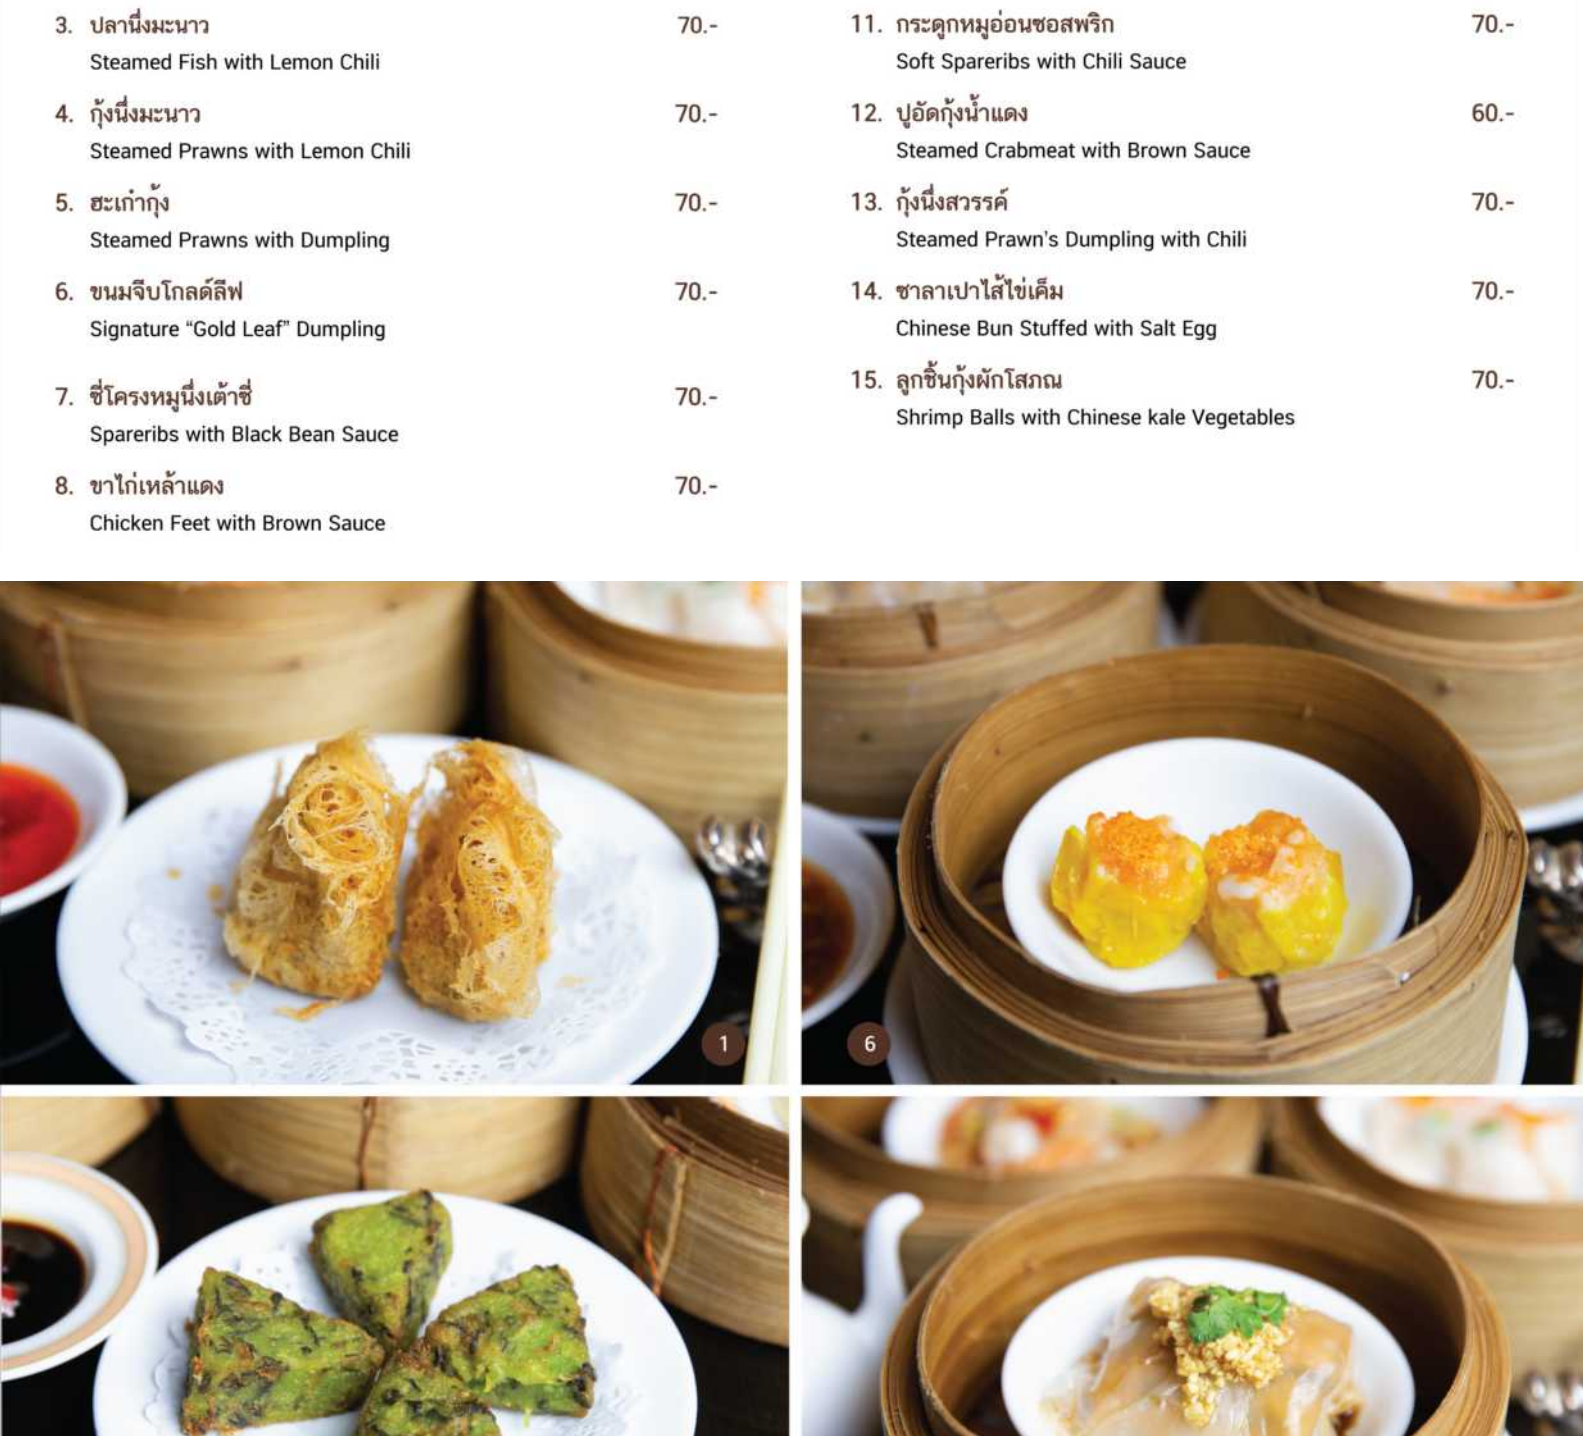 3. ปลานึ่งมะนาว 70.-
Steamed Fish with Lemon Chili
4. กุ้งนึ่งมะนาว 70.-
Steamed Prawns with Lemon Chili
5. ฮะเก๋ากุ้ง 70.-
Steamed Prawns with Dumpling
6. ขนมจีบโกลด์ลีฟ 70.-
Signature “Gold Leaf” Dumpling
7. ซี่โครงหมูนึ่งเต้าซี่ 70.-
Spareribs with Black Bean Sauce
8. ขาไก่เหล้าแดง 70.-
Chicken Feet with Brown Sauce
11. กระดูกหมูอ่อนซอสพริก 70.-
Soft Spareribs with Chili Sauce
12. ปูอัดกุ้งน้ำแดง 60.-
Steamed Crabmeat with Brown Sauce
13. กุ้งนึ่งสวรรค์ 70.-
Steamed Prawn's Dumpling with Chili
14. ซาลาเปาไส้ไข่เค็ม 70.-
Chinese Bun Stuffed with Salt Egg
15. ลูกชิ้นกุ้งผักโสภณ 70.-
Shrimp Balls with Chinese kale Vegetables
1
6